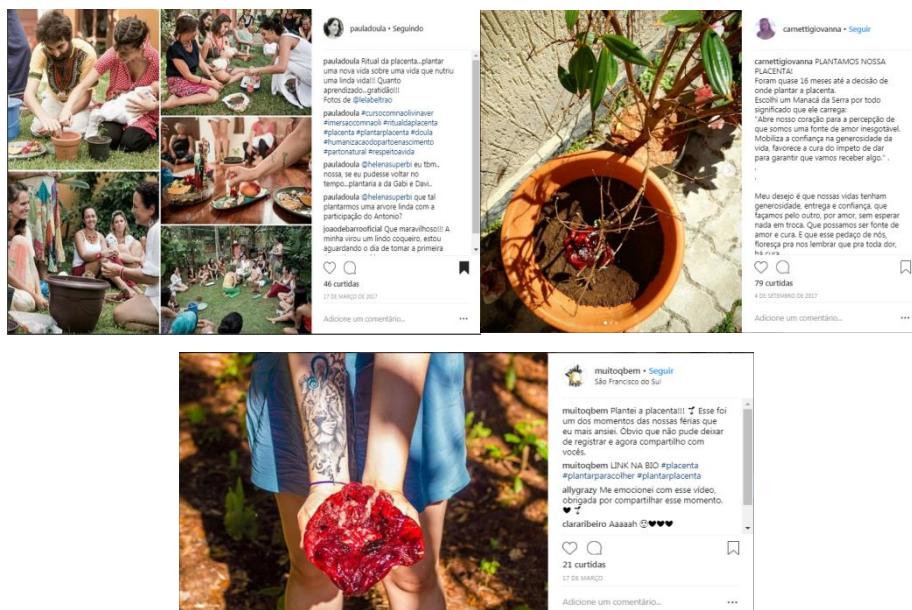 pauladoula • Seguindo
pauladoula Ritual da placenta...plantar
uma nova vida sobre uma vida que nutriu
uma linda vida!!! Quanto
aprendizado...gratidão!!!
Fotos de @lelabeltrao
pauladoula #cursocomnaolivinaver
#imersaocomnaoli #ritualdaplacenta
#placenta #plantarplacenta #doula
#humanizacaodopartoenascimento
#partonatural #respeitoavida
pauladoula @helenasuperbi eu tbm..
nossa, se eu pudesse voltar no
tempo...plantaria a da Gabi e Davi..
pauladoula @helenasuperbi que tal
plantarmos uma arvore linda com a
participação do Antonio?
joaodebarrooficial Que maravilhoso!!! A
minha virou um lindo coqueiro, estou
aguardando o dia de tomar a primeira
46 curtidas
17 DE MARÇO DE 2017
Adicione um comentário...
carnettigiovanna • Seguir
carnettigiovanna PLANTAMOS NOSSA
PLACENTA!
Foram quase 16 meses até a decisão de
onde plantar a placenta.
Escolhi um Manacá da Serra por todo
significado que ele carrega:
"Abre nosso coração para a percepção de
que somos uma fonte de amor inesgotável.
Mobiliza a confiança na generosidade da
vida, favorece a cura do ímpeto de dar
para garantir que vamos receber algo." .
.
.
Meu desejo é que nossas vidas tenham
generosidade, entrega e confiança, que
façamos pelo outro, por amor, sem esperar
nada em troca. Que possamos ser fonte de
amor e cura. E que esse pedaço de nós,
floresça pra nos lembrar que pra toda dor,
há cura
79 curtidas
4 DE SETEMBRO DE 2017
Adicione um comentário...
muitoqbem • Seguir
São Francisco do Sul
muitoqbem Plantei a placenta!!! Esse foi
um dos momentos das nossas férias que
eu mais ansiei. Óbvio que não pude deixar
de registrar e agora compartilho com
vocês.
muitoqbem LINK NA BIO #placenta
#plantarparacolher #plantarplacenta
allygrazy Me emocionei com esse vídeo,
obrigada por compartilhar esse momento.
clararibeiro Aaaaah
21 curtidas
17 DE MARÇO
Adicione um comentário...